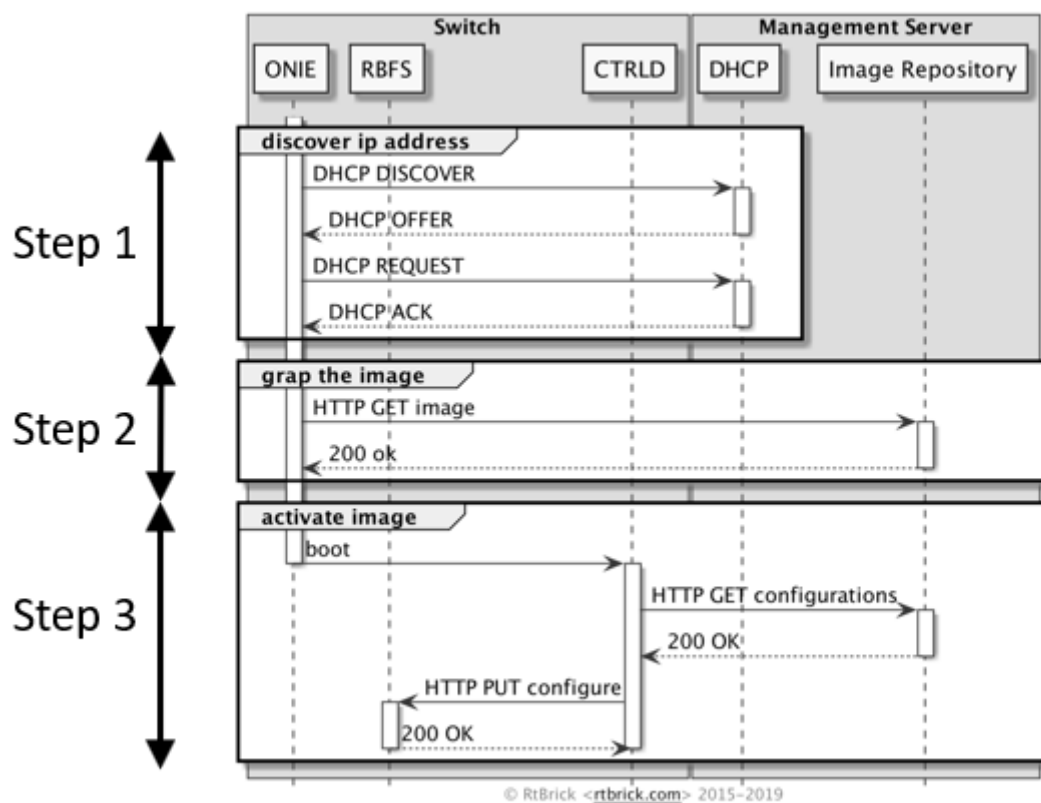 Switch
Management Server
ONIE
RBFS
CTRLD
DHCP
Image Repository
Step 1
discover ip address
DHCP DISCOVER
DHCP OFFER
DHCP REQUEST
DHCP ACK
Step 2
grap the image
HTTP GET image
200 ok
Step 3
activate image
boot
HTTP GET configurations
200 OK
HTTP PUT configure
200 OK
© RtBrick <rtbrick.com> 2015-2019